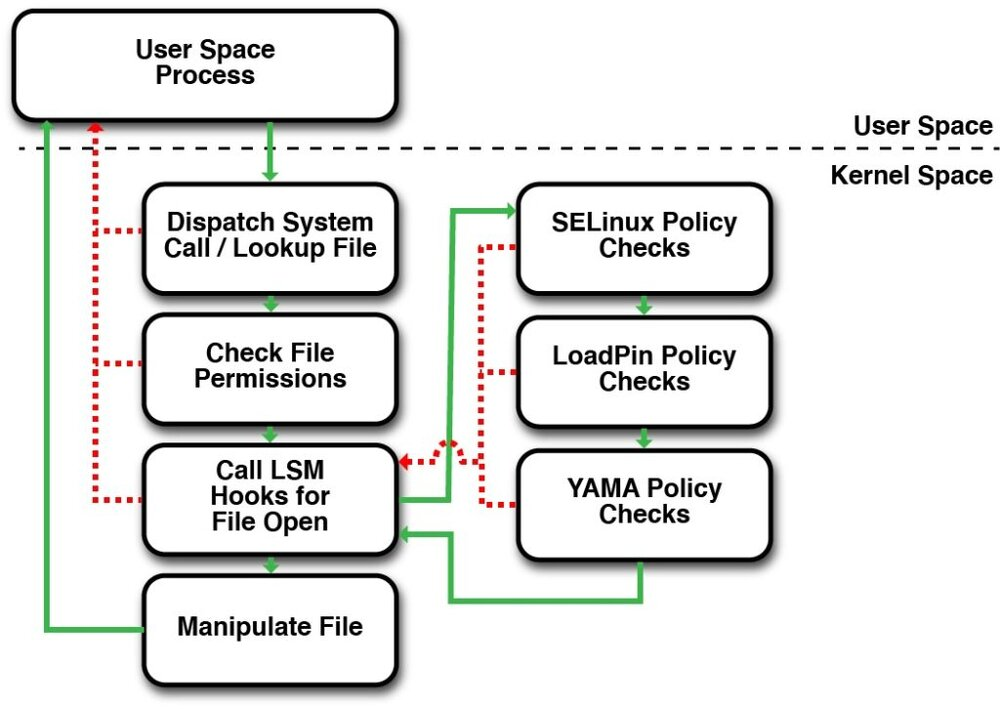 User Space
Process
User Space
Kernel Space
Dispatch System
Call / Lookup File
SELinux Policy
Checks
Check File
Permissions
LoadPin Policy
Checks
Call LSM
Hooks for
File Open
YAMA Policy
Checks
Manipulate File